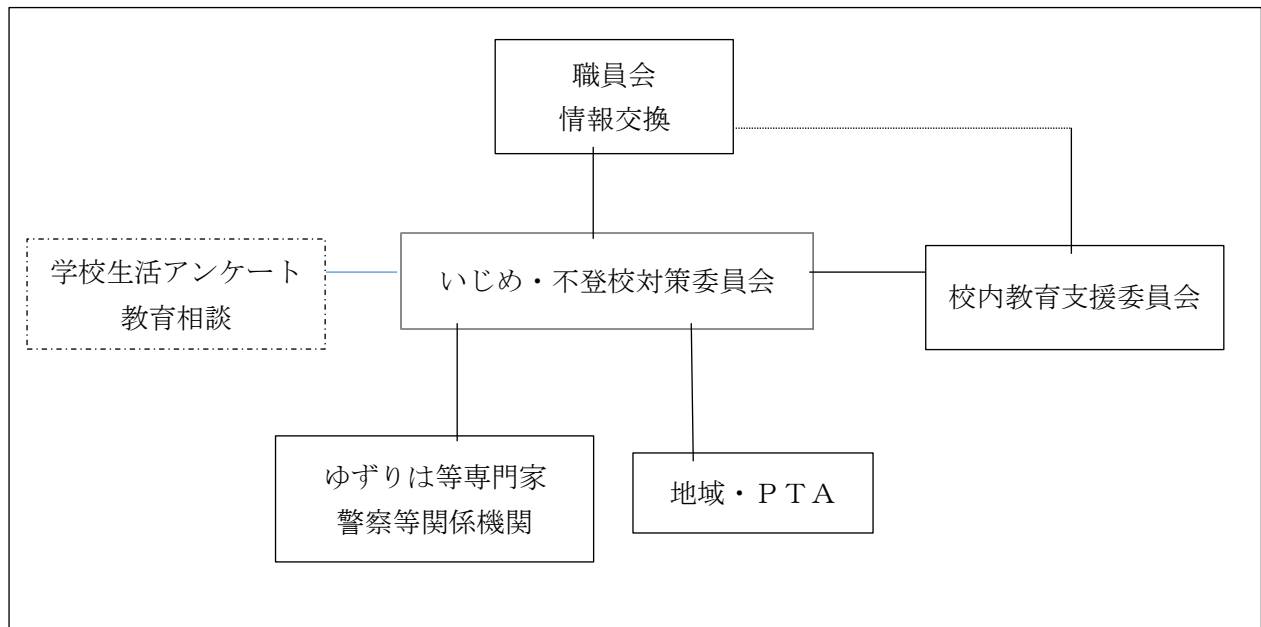 職員会
情報交換
学校生活アンケート
教育相談
いじめ・不登校対策委員会
校内教育支援委員会
ゆずりは等専門家
警察等関係機関
地域・ＰＴＡ